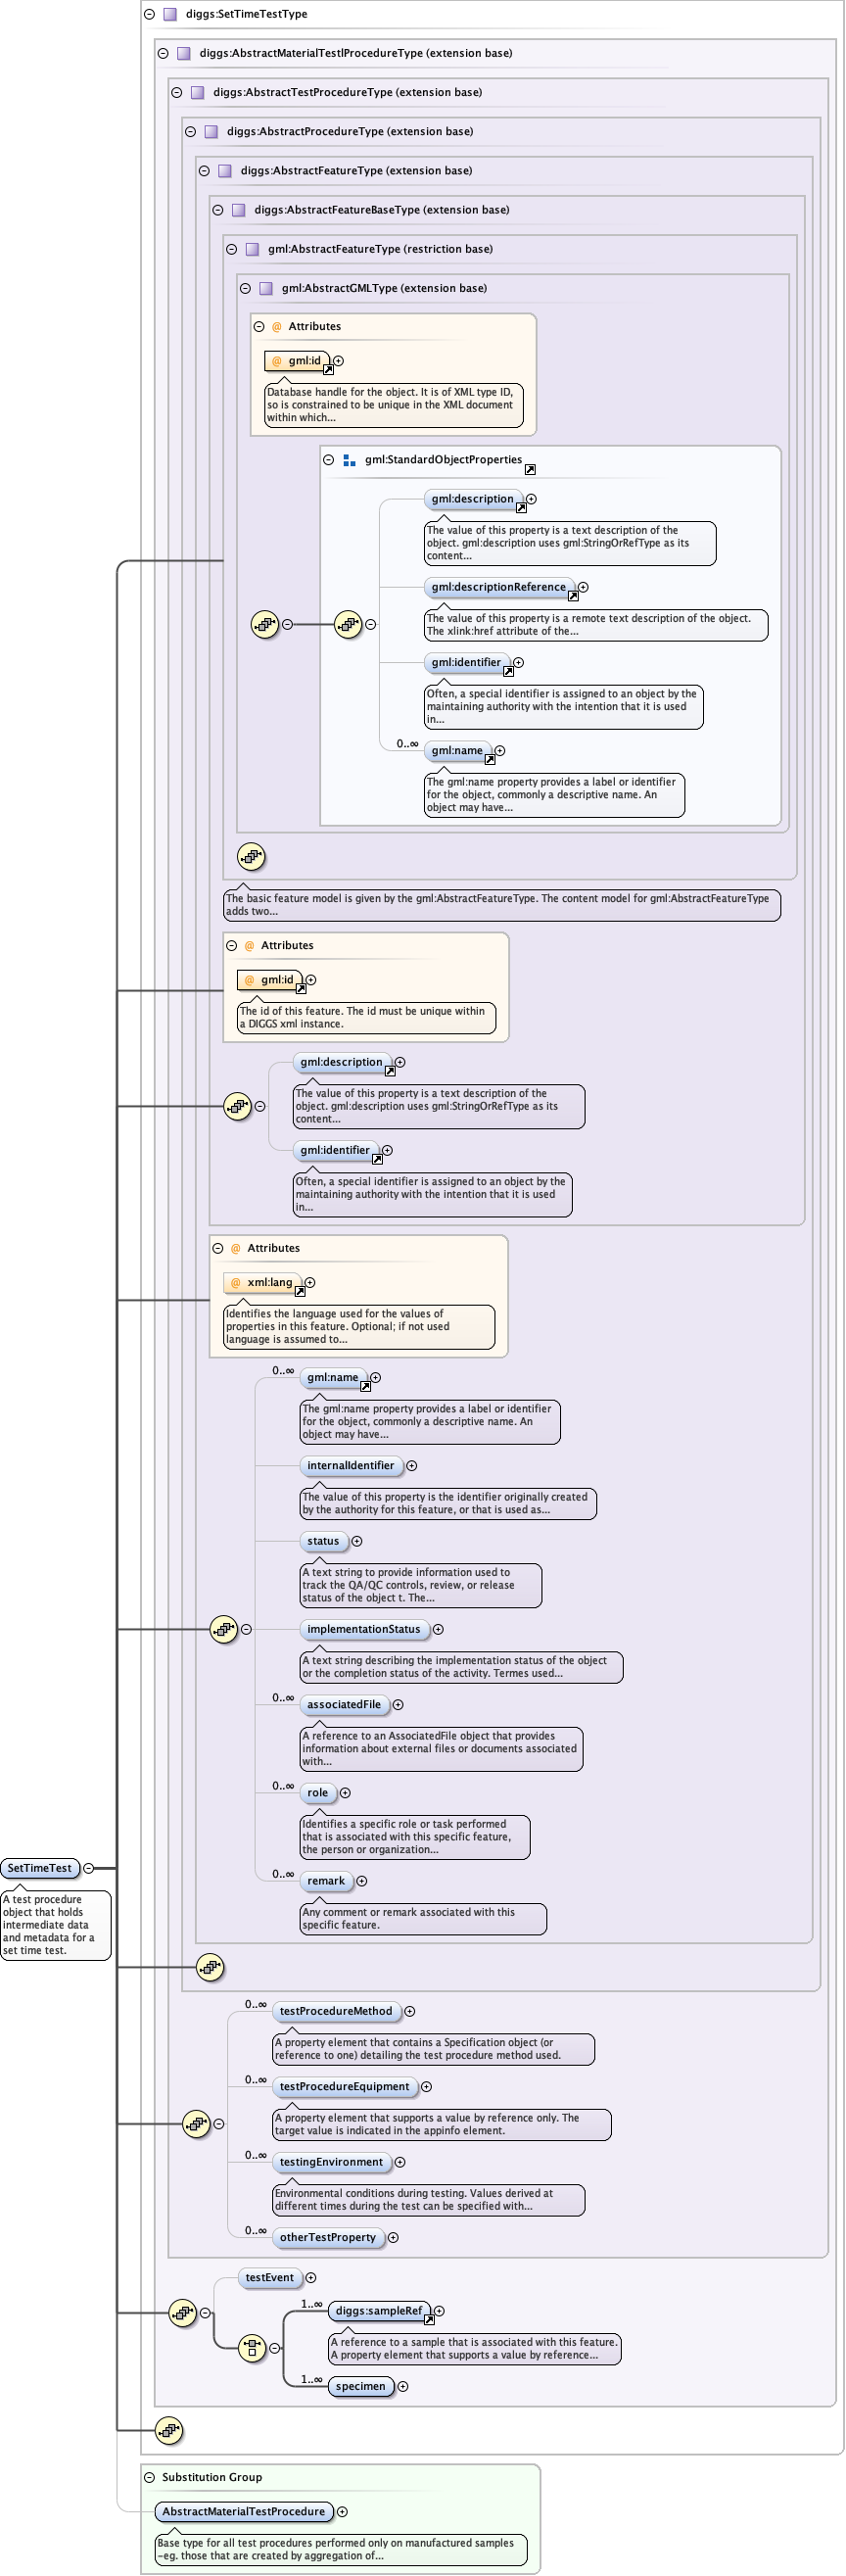 diggs:SetTimeTestType
diggs:AbstractMaterialTestlProcedureType (extension base)
diggs:AbstractTestProcedureType (extension base)
diggs:AbstractProcedureType (extension base)
diggs:AbstractFeatureType (extension base)
diggs:AbstractFeatureBaseType (extension base)
gml:AbstractFeatureType (restriction base)
gml:AbstractGMLType (extension base)
@ Attributes
@ gml:id
Database handle for the object. It is of XML type ID,
so is constrained to be unique in the XML document
within which...
gml:StandardObjectProperties
gml:description
The value of this property is a text description of the
object. gml:description uses gml:StringOrRefType as its
content...
gml:descriptionReference
The value of this property is a remote text description of the object.
The xlink:href attribute of the...
gml:identifier
Often, a special identifier is assigned to an object by the
maintaining authority with the intention that it is used
in...
0..∞
gml:name
The gml:name property provides a label or identifier
for the object, commonly a descriptive name. An
object may have...
The basic feature model is given by the gml:AbstractFeatureType. The content model for gml:AbstractFeatureType
adds two...
@ Attributes
@ gml:id
The id of this feature. The id must be unique within
a DIGGS xml instance.
gml:description
The value of this property is a text description of the
object. gml:description uses gml:StringOrRefType as its
content...
gml:identifier
Often, a special identifier is assigned to an object by the
maintaining authority with the intention that it is used
in...
@ Attributes
@ xml:lang
Identifies the language used for the values of
properties in this feature. Optional; if not used
language is assumed to...
0..∞
gml:name
The gml:name property provides a label or identifier
for the object, commonly a descriptive name. An
object may have...
internalIdentifier
The value of this property is the identifier originally created
by the authority for this feature, or that is used as...
status
A text string to provide information used to
track the QA/QC controls, review, or release
status of the object t. The...
implementationStatus
A text string describing the implementation status of the object
or the completion status of the activity. Termes used...
0..∞
associatedFile
A reference to an AssociatedFile object that provides
information about external files or documents associated
with...
0..∞
role
Identifies a specific role or task performed
that is associated with this specific feature,
the person or organization...
0..∞
remark
Any comment or remark associated with this
specific feature.
SetTimeTest
A test procedure
object that holds
intermediate data
and metadata for a
set time test.
0..∞
testProcedureMethod
A property element that contains a Specification object (or
reference to one) detailing the test procedure method used.
0..∞
testProcedureEquipment
A property element that supports a value by reference only. The
target value is indicated in the appinfo element.
0..∞
testingEnvironment
Environmental conditions during testing. Values derived at
different times during the test can be specified with...
0..∞
otherTestProperty
testEvent
1..∞
diggs:sampleRef
A reference to a sample that is associated with this feature.
A property element that supports a value by reference...
1..∞
specimen
Substitution Group
AbstractMaterialTestProcedure
Base type for all test procedures performed only on manufactured samples
-eg. those that are created by aggregation of...